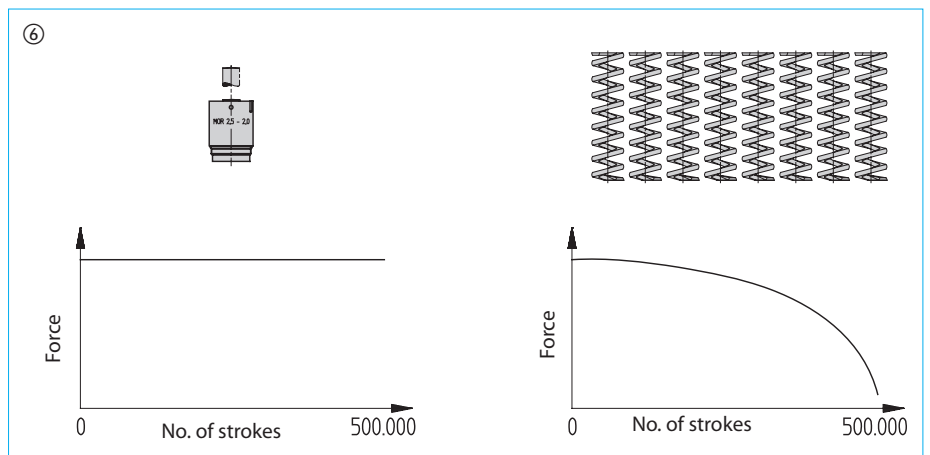 ⑥
MOR 2,5 - 2,0
Force
0
No. of strokes
500.000
Force
0
No. of strokes
500.000